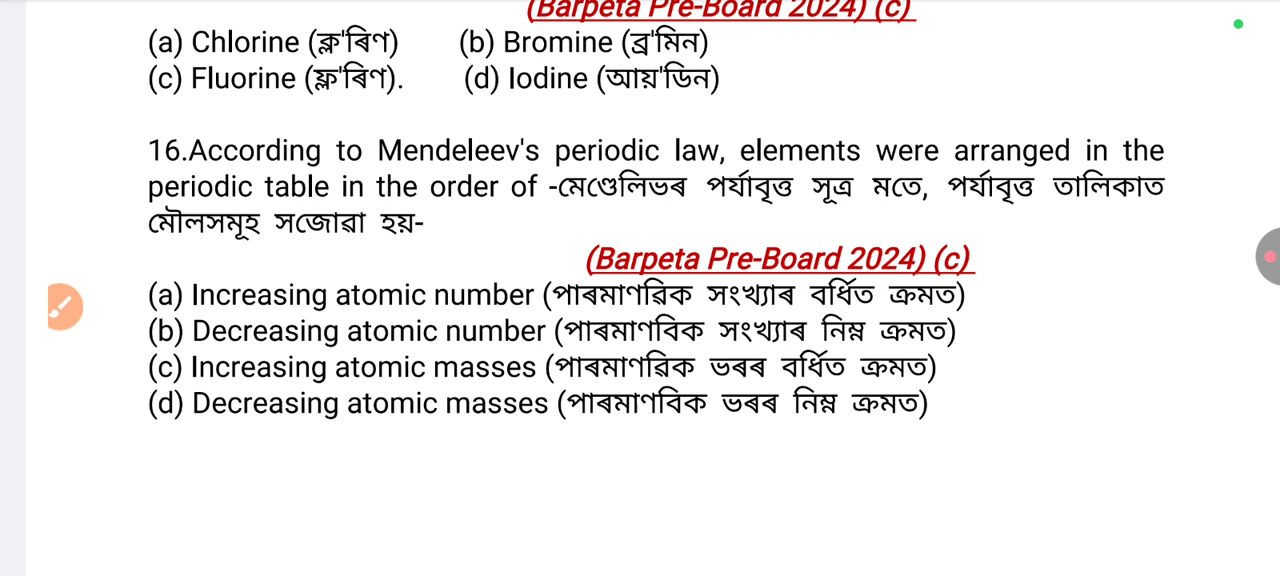 (Barpeta Pre-Board 2024) (c)
(a) Chlorine (ক্ল'ৰিণ) (b) Bromine (ব্ৰ'মিন)
(c) Fluorine (ফ্ল'ৰিণ). (d) Iodine (আয়'ডিন)
16.According to Mendeleev's periodic law, elements were arranged in the
periodic table in the order of -মেণ্ডেলিভৰ পৰ্যাবৃত্ত সূত্ৰ মতে, পৰ্যাবৃত্ত তালিকাত
মৌলসমূহ সজোৱা হয়-
(Barpeta Pre-Board 2024) (c)
(a) Increasing atomic number (পাৰমাণৱিক সংখ্যাৰ বৰ্ধিত ক্ৰমত)
(b) Decreasing atomic number (পাৰমাণবিক সংখ্যাৰ নিম্ন ক্ৰমত)
(c) Increasing atomic masses (পাৰমাণৱিক ভৰৰ বৰ্ধিত ক্ৰমত)
(d) Decreasing atomic masses (পাৰমাণবিক ভৰৰ নিম্ন ক্ৰমত)